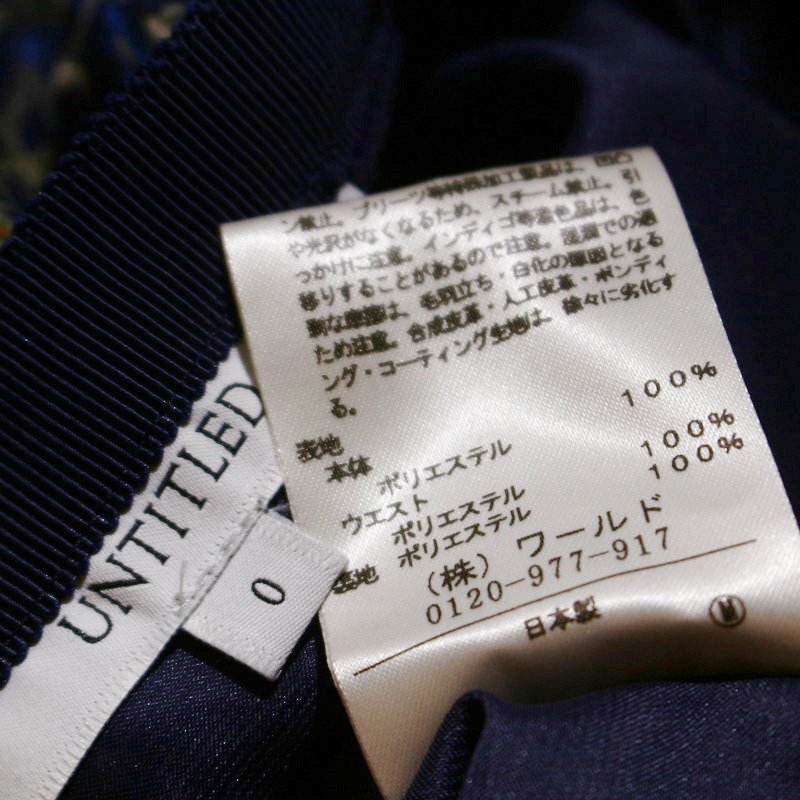 ン禁止。プリーツ等特殊加工製品は、凹凸
や光沢がなくなるため、スチーム禁止。引
っかけに注意。インディゴ等着色品は、色
移りすることがあるので注意。湿潤での過
剰な摩擦は、毛羽立ち・白化の原因となる
ため注意。合成皮革・人工皮革・ボンディ
ング・コーティング生地は、徐々に劣化す
る。
表地
本体
ポリエステル 100%
ウエスト
ポリエステル 100%
裏地 ポリエステル 100%
(株) ワールド
0120-977-917
日本製
UNTITLED
0